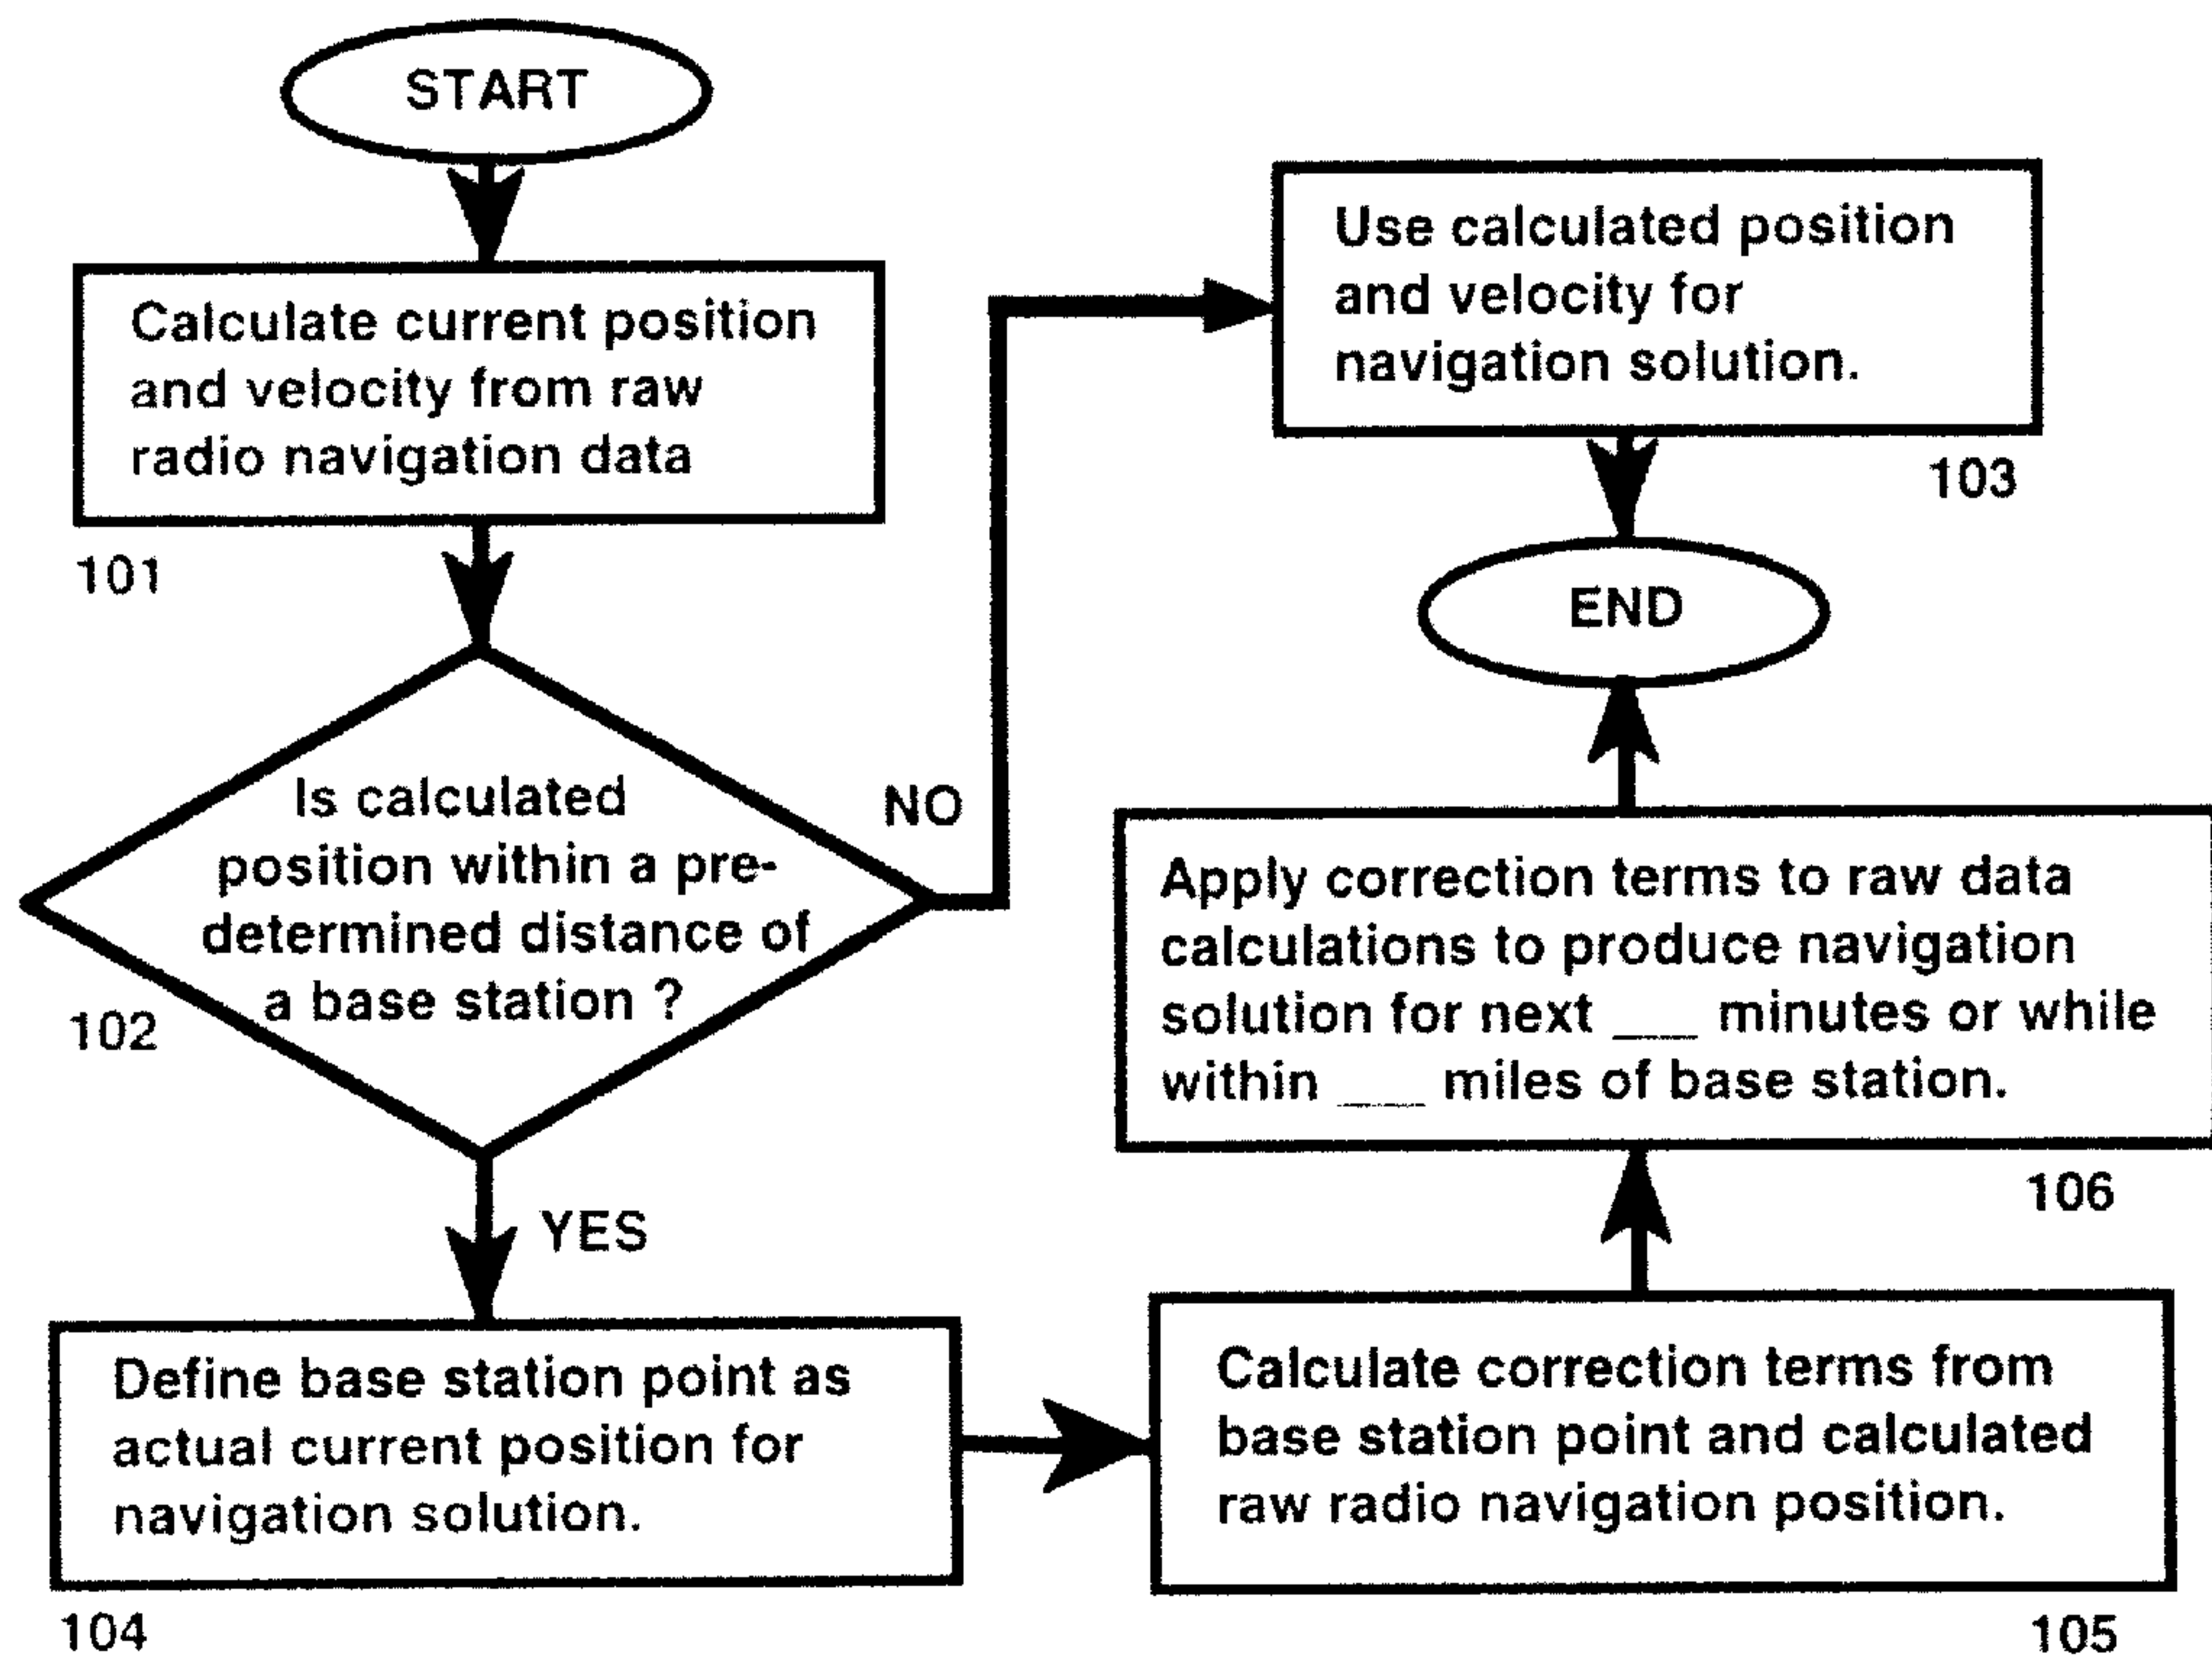 START
Calculate current position
and velocity from raw
radio navigation data
101
Is calculated
position within a pre-
determined distance of
a base station ?
102
NO
YES
Use calculated position
and velocity for
navigation solution.
103
END
Define base station point as
actual current position for
navigation solution.
104
Calculate correction terms from
base station point and calculated
raw radio navigation position.
105
Apply correction terms to raw data
calculations to produce navigation
solution for next ___ minutes or while
within ___ miles of base station.
106